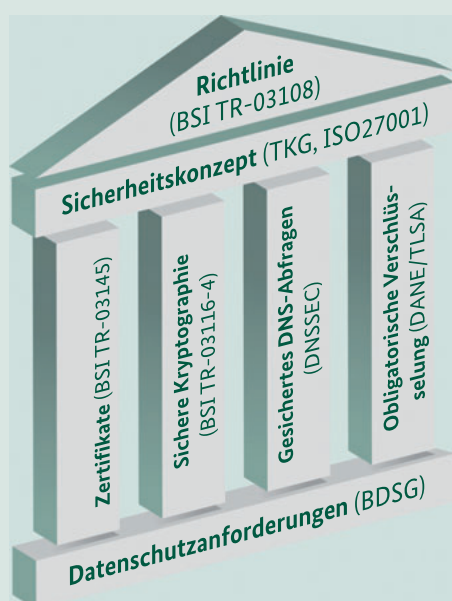 Richtlinie
(BSI TR-03108)
Sicherheitskonzept (TKG, ISO27001)
Zertifikate (BSI TR-03145)
Sichere Kryptographie
(BSI TR-03116-4)
Gesichertes DNS-Abfragen
(DNSSEC)
Obligatorische Verschlüs-
selung (DANE/TLSA)
Datenschutzanforderungen (BDSG)